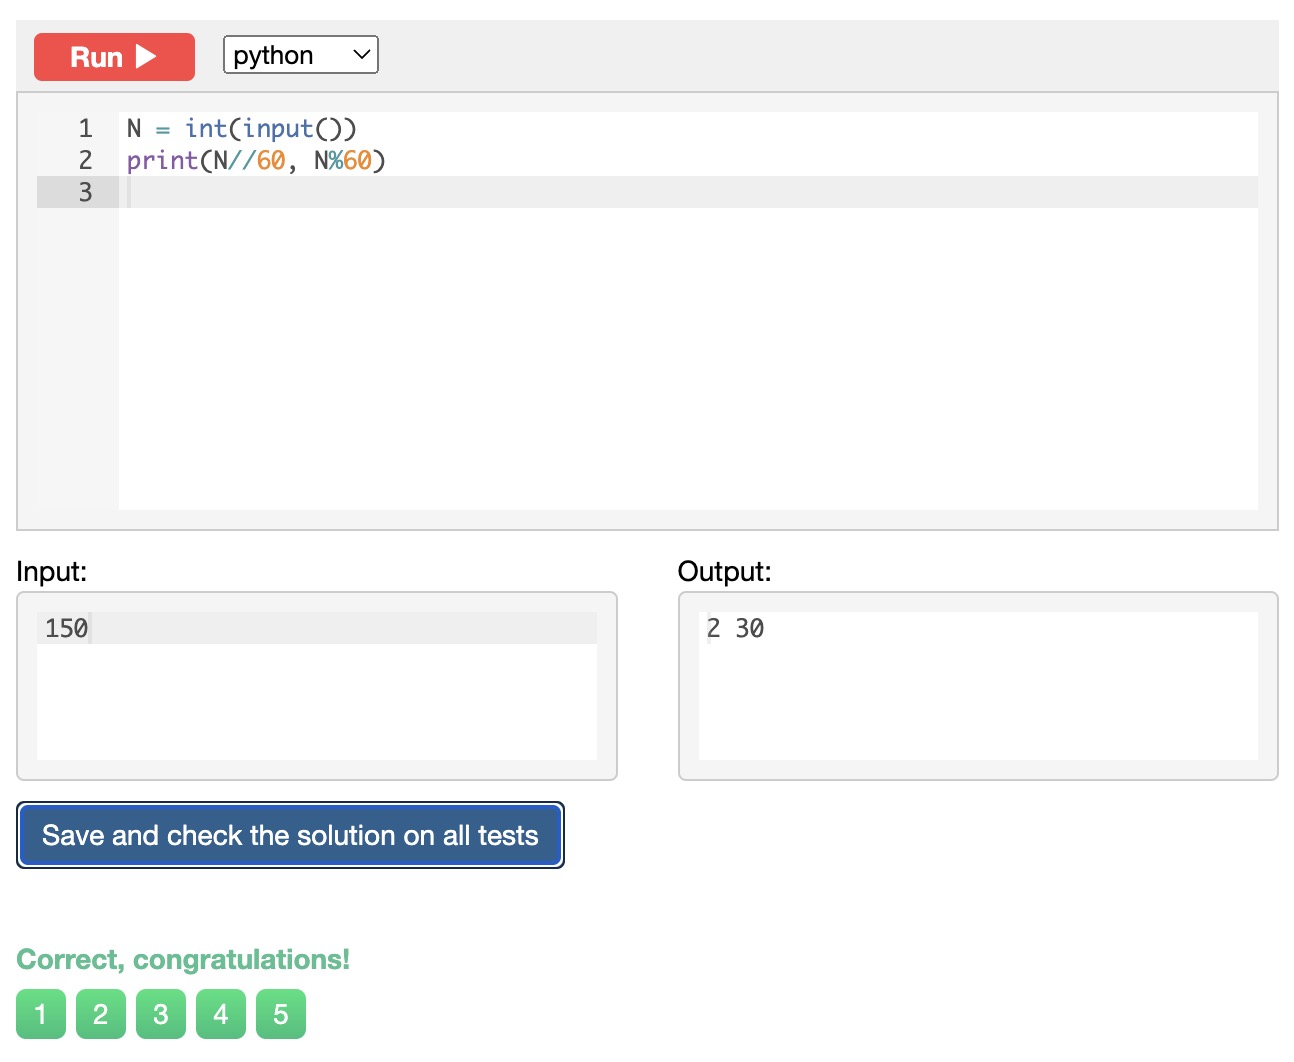 Run python
1 N = int(input())
2 print(N//60, N%60)
3
Input:
150
Output:
2 30
Save and check the solution on all tests
Correct, congratulations!
1 2 3 4 5